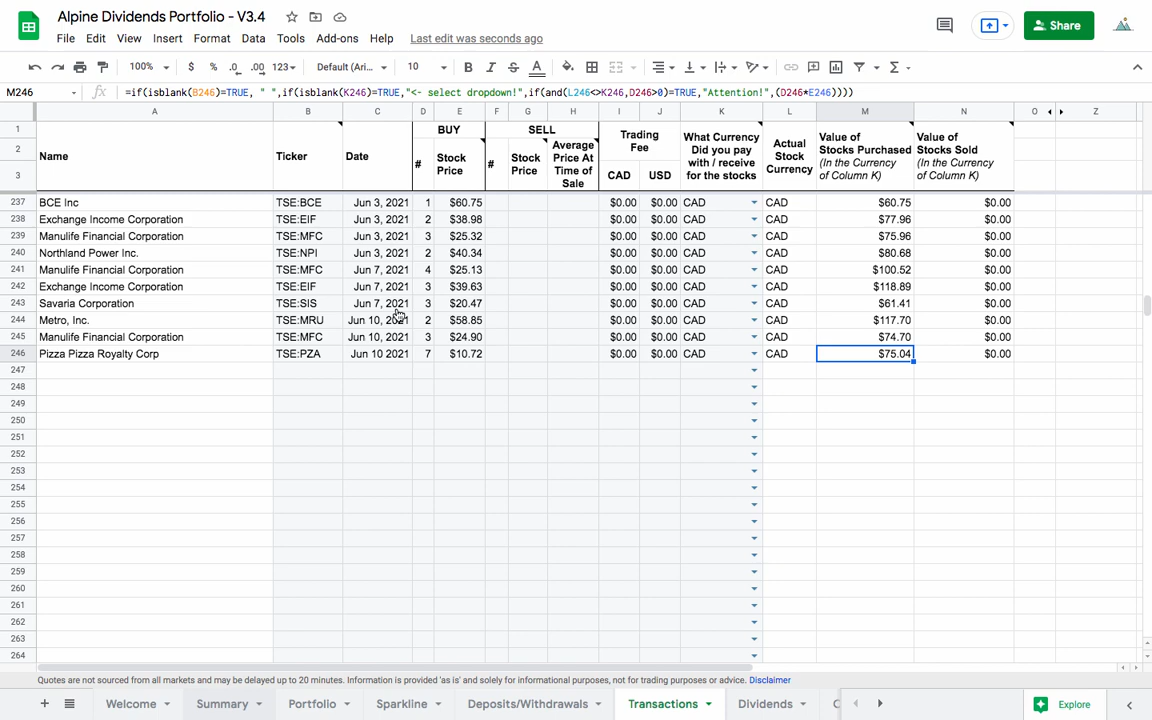 Alpine Dividends Portfolio - V3.4
File Edit View Insert Format Data Tools Add-ons Help Last edit was seconds ago
Share
100% $ % .0 .00 123 Default (Ari... 10 B I S A
M246 fx =if(isblank(B246)=TRUE, " ",if(isblank(K246)=TRUE,"<- select dropdown!",if(and(L246<>K246,D246>0)=TRUE,"Attention!",(D246*E246))))
A B C D E F G H I J K L M N O Z
1 2 3
Name Ticker Date BUY # Stock Price SELL # Stock Price Average Price At Time of Sale Trading Fee CAD USD What Currency Did you pay with / receive for the stocks Actual Stock Currency Value of Stocks Purchased (In the Currency of Column K) Value of Stocks Sold (In the Currency of Column K)
237 BCE Inc TSE:BCE Jun 3, 2021 1 $60.75 $0.00 $0.00 CAD CAD $60.75 $0.00
238 Exchange Income Corporation TSE:EIF Jun 3, 2021 2 $38.98 $0.00 $0.00 CAD CAD $77.96 $0.00
239 Manulife Financial Corporation TSE:MFC Jun 3, 2021 3 $25.32 $0.00 $0.00 CAD CAD $75.96 $0.00
240 Northland Power Inc. TSE:NPI Jun 3, 2021 2 $40.34 $0.00 $0.00 CAD CAD $80.68 $0.00
241 Manulife Financial Corporation TSE:MFC Jun 7, 2021 4 $25.13 $0.00 $0.00 CAD CAD $100.52 $0.00
242 Exchange Income Corporation TSE:EIF Jun 7, 2021 3 $39.63 $0.00 $0.00 CAD CAD $118.89 $0.00
243 Savaria Corporation TSE:SIS Jun 7, 2021 3 $20.47 $0.00 $0.00 CAD CAD $61.41 $0.00
244 Metro, Inc. TSE:MRU Jun 10, 2021 2 $58.85 $0.00 $0.00 CAD CAD $117.70 $0.00
245 Manulife Financial Corporation TSE:MFC Jun 10, 2021 3 $24.90 $0.00 $0.00 CAD CAD $74.70 $0.00
246 Pizza Pizza Royalty Corp TSE:PZA Jun 10 2021 7 $10.72 $0.00 $0.00 CAD CAD $75.04 $0.00
247
248
249
250
251
252
253
254
255
256
257
258
259
260
261
262
263
264
Quotes are not sourced from all markets and may be delayed up to 20 minutes. Information is provided 'as is' and solely for informational purposes, not for trading purposes or advice. Disclaimer
Welcome Summary Portfolio Sparkline Deposits/Withdrawals Transactions Dividends Explore